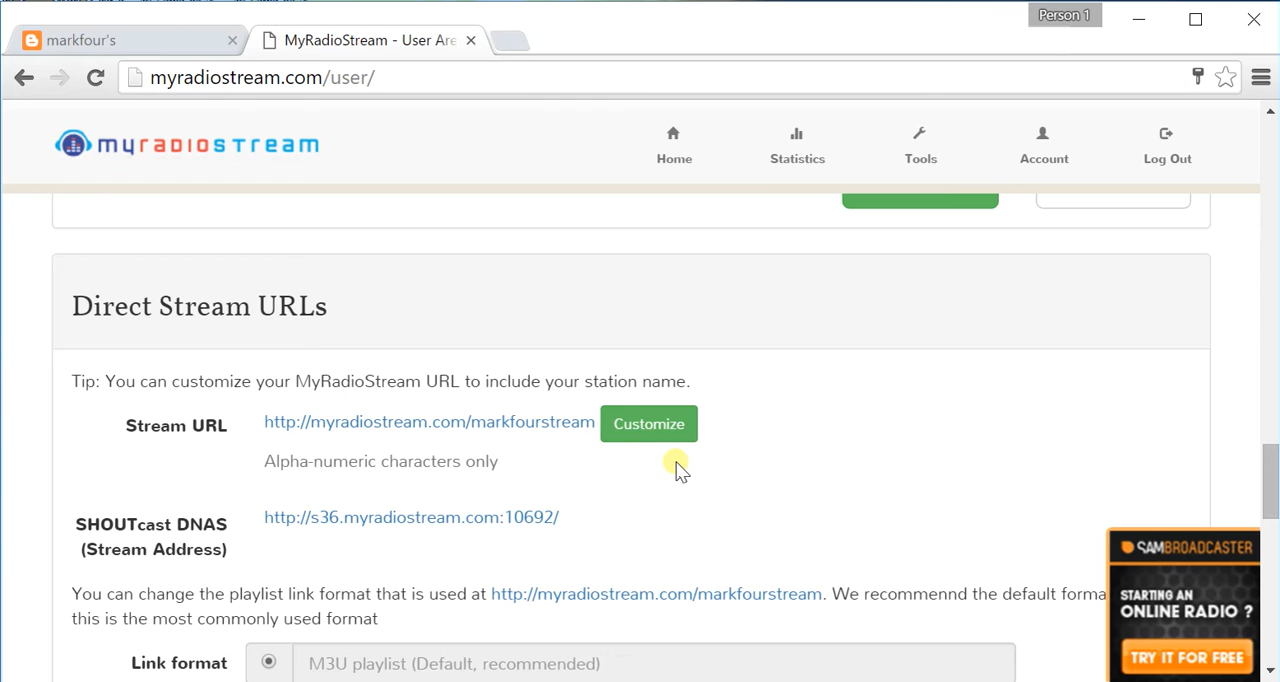 Person 1
markfour's
MyRadioStream - User Are
myradiostream.com/user/
myradiostream
Home
Statistics
Tools
Account
Log Out
Direct Stream URLs
Tip: You can customize your MyRadioStream URL to include your station name.
Stream URL
http://myradiostream.com/markfourstream
Customize
Alpha-numeric characters only
SHOUTcast DNAS
(Stream Address)
http://s36.myradiostream.com:10692/
You can change the playlist link format that is used at http://myradiostream.com/markfourstream. We recommennd the default forma
this is the most commonly used format
Link format
M3U playlist (Default, recommended)
SAMBROADCASTER
STARTING AN
ONLINE RADIO ?
TRY IT FOR FREE